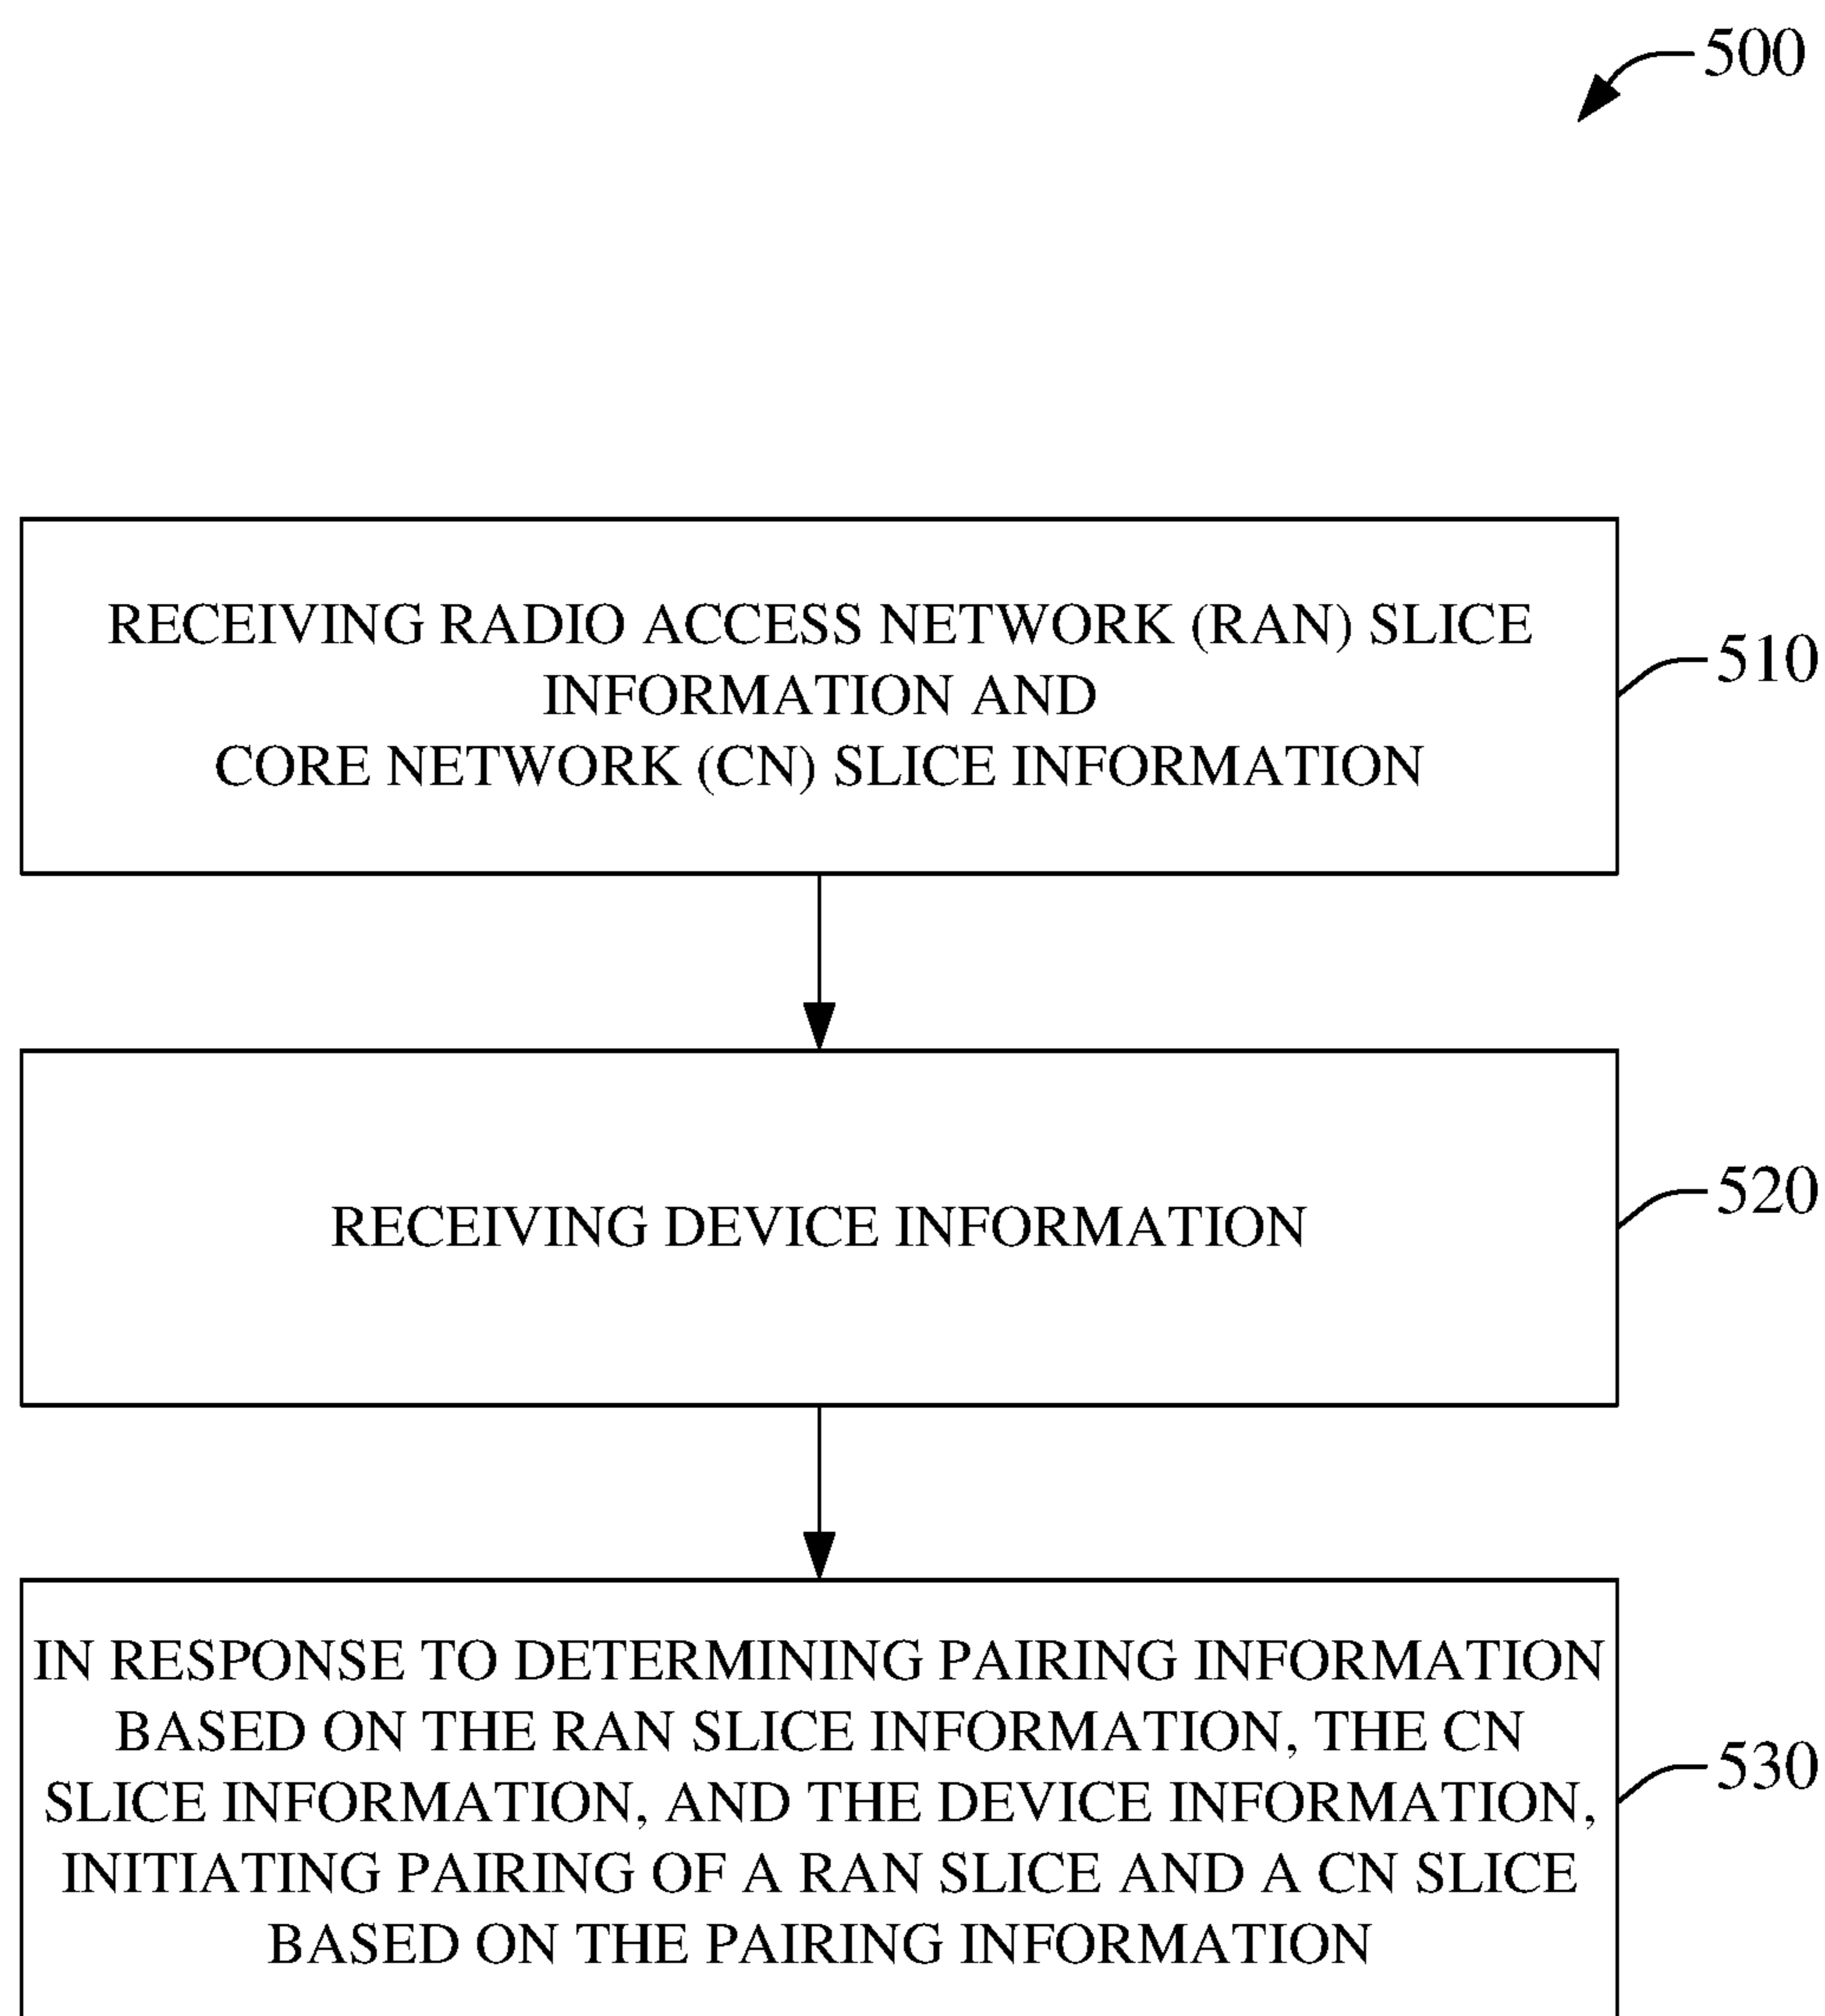 500
RECEIVING RADIO ACCESS NETWORK (RAN) SLICE
INFORMATION AND
CORE NETWORK (CN) SLICE INFORMATION
510
RECEIVING DEVICE INFORMATION
520
IN RESPONSE TO DETERMINING PAIRING INFORMATION
BASED ON THE RAN SLICE INFORMATION, THE CN
SLICE INFORMATION, AND THE DEVICE INFORMATION,
INITIATING PAIRING OF A RAN SLICE AND A CN SLICE
BASED ON THE PAIRING INFORMATION
530